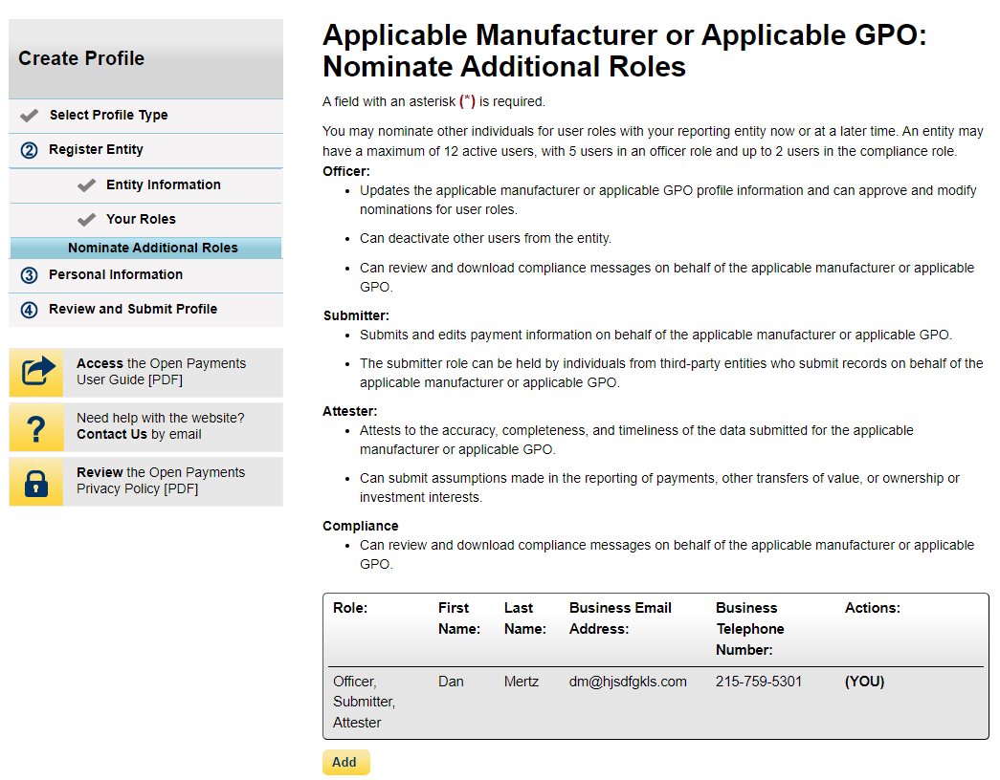 Create Profile
Select Profile Type
2 Register Entity
Entity Information
Your Roles
Nominate Additional Roles
3 Personal Information
4 Review and Submit Profile
Access the Open Payments
User Guide [PDF]
? Need help with the website?
Contact Us by email
Review the Open Payments
Privacy Policy [PDF]
Applicable Manufacturer or Applicable GPO:
Nominate Additional Roles
A field with an asterisk (*) is required.
You may nominate other individuals for user roles with your reporting entity now or at a later time. An entity may
have a maximum of 12 active users, with 5 users in an officer role and up to 2 users in the compliance role.
Officer:
• Updates the applicable manufacturer or applicable GPO profile information and can approve and modify
nominations for user roles.
• Can deactivate other users from the entity.
• Can review and download compliance messages on behalf of the applicable manufacturer or applicable
GPO.
Submitter:
• Submits and edits payment information on behalf of the applicable manufacturer or applicable GPO.
• The submitter role can be held by individuals from third-party entities who submit records on behalf of the
applicable manufacturer or applicable GPO.
Attester:
• Attests to the accuracy, completeness, and timeliness of the data submitted for the applicable
manufacturer or applicable GPO.
• Can submit assumptions made in the reporting of payments, other transfers of value, or ownership or
investment interests.
Compliance
• Can review and download compliance messages on behalf of the applicable manufacturer or applicable
GPO.
Role: First Last Business Email Business Actions:
Name: Name: Address: Telephone
Number:
Officer, Dan Mertz dm@hjsdfgkls.com 215-759-5301 (YOU)
Submitter,
Attester
Add